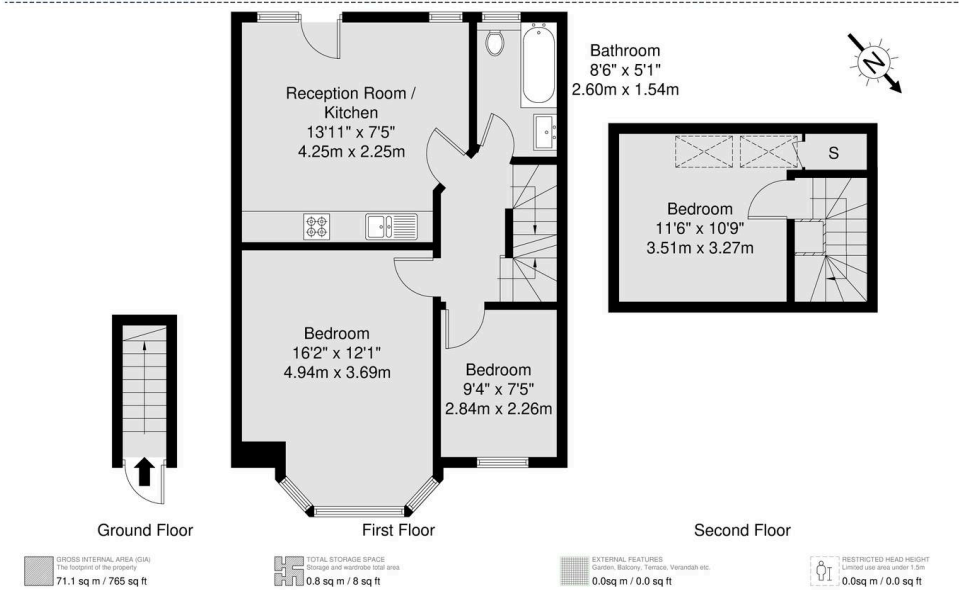 Reception Room /
Kitchen
13'11" x 7'5"
4.25m x 2.25m
Bathroom
8'6" x 5'1"
2.60m x 1.54m
N
S
Bedroom
11'6" x 10'9"
3.51m x 3.27m
Bedroom
16'2" x 12'1"
4.94m x 3.69m
Bedroom
9'4" x 7'5"
2.84m x 2.26m
Ground Floor
First Floor
Second Floor
GROSS INTERNAL AREA (GIA)
The footprint of the property
71.1 sq m / 765 sq ft
TOTAL STORAGE SPACE
Storage and wardrobe total area
0.8 sq m / 8 sq ft
EXTERNAL FEATURES
Garden, Balcony, Terrace, Verandah etc.
0.0sq m / 0.0 sq ft
RESTRICTED HEAD HEIGHT
Limited use area under 1.5m
0.0sq m / 0.0 sq ft